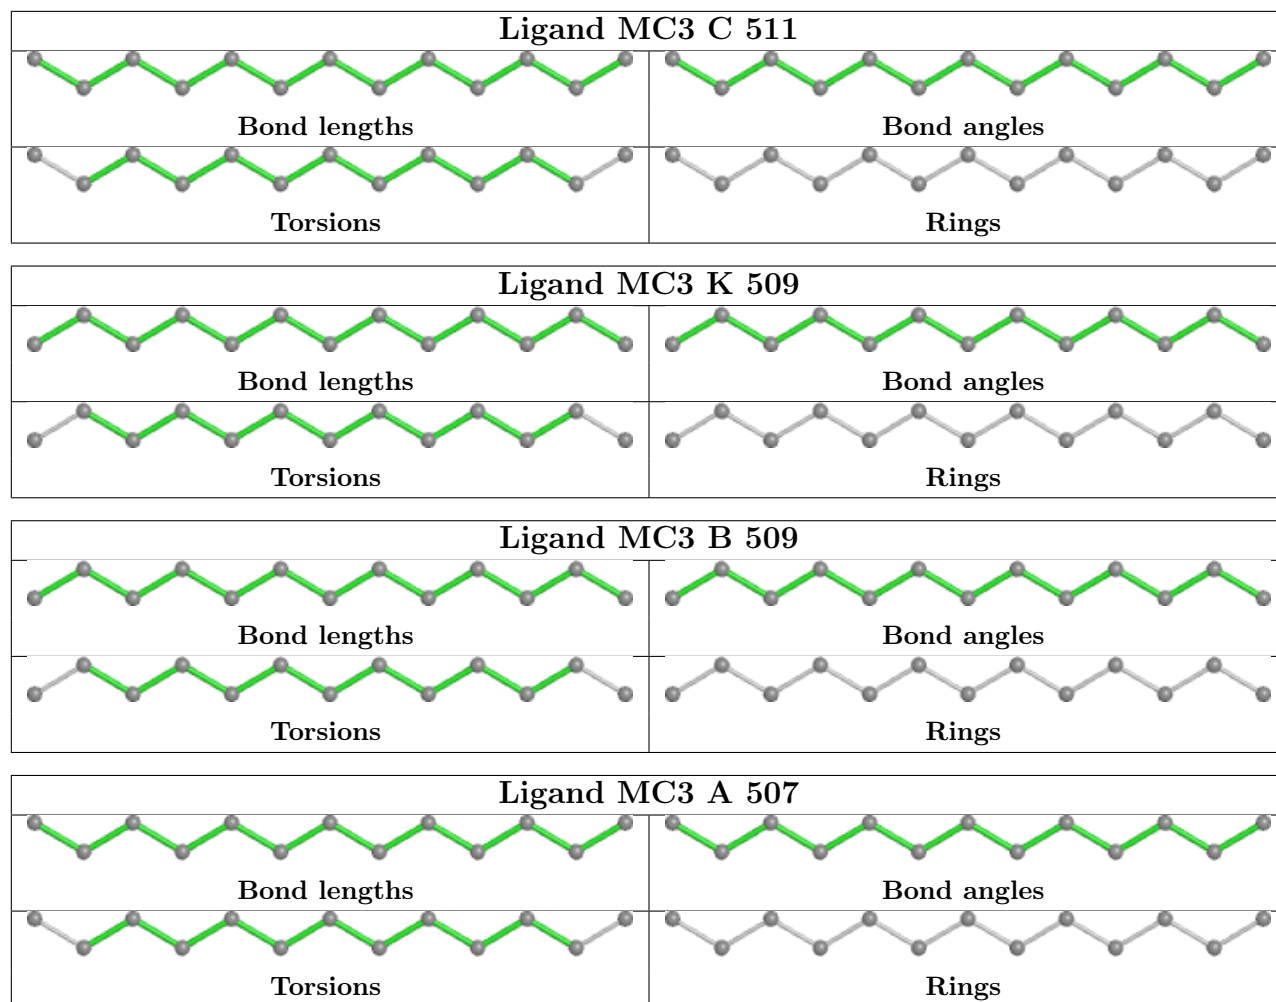 Ligand MC3 C 511
Bond lengths Bond angles
Torsions Rings
Ligand MC3 K 509
Bond lengths Bond angles
Torsions Rings
Ligand MC3 B 509
Bond lengths Bond angles
Torsions Rings
Ligand MC3 A 507
Bond lengths Bond angles
Torsions Rings